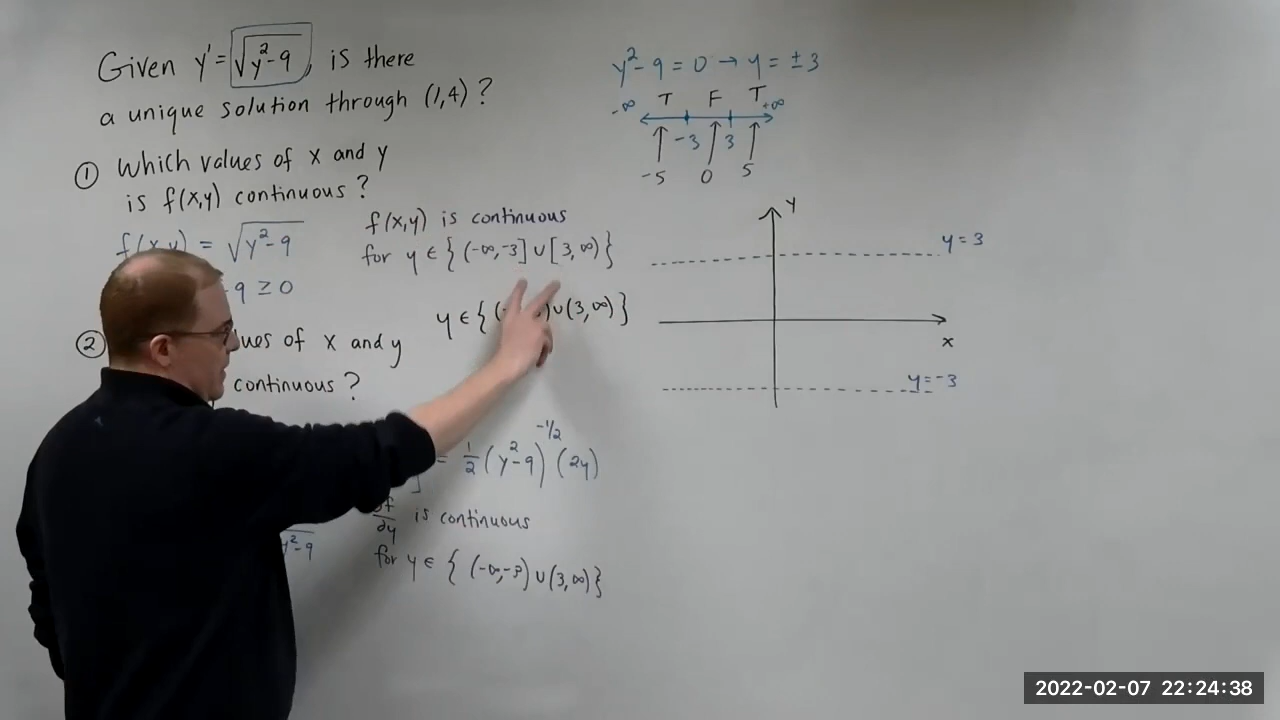 Given y' = √y²-9, is there
a unique solution through (1,4)?
① Which values of x and y
is f(x,y) continuous?
= √y²-9
9 ≥ 0
f(x,y) is continuous
for y ∈ {(-∞,-3] ∪ [3,∞)}
y ∈ {( )∪(3,∞)}
② of x and y
continuous?
= 1/2 (y²-9)^-1/2 (2y)
is continuous
for y ∈ {(-∞,-3) ∪ (3,∞)}
y²-9
y²-9 = 0 → y = ±3
T F T
-∞ +∞
-3 3
-5 0 5
y
y=3
x
y=-3
2022-02-07 22:24:38